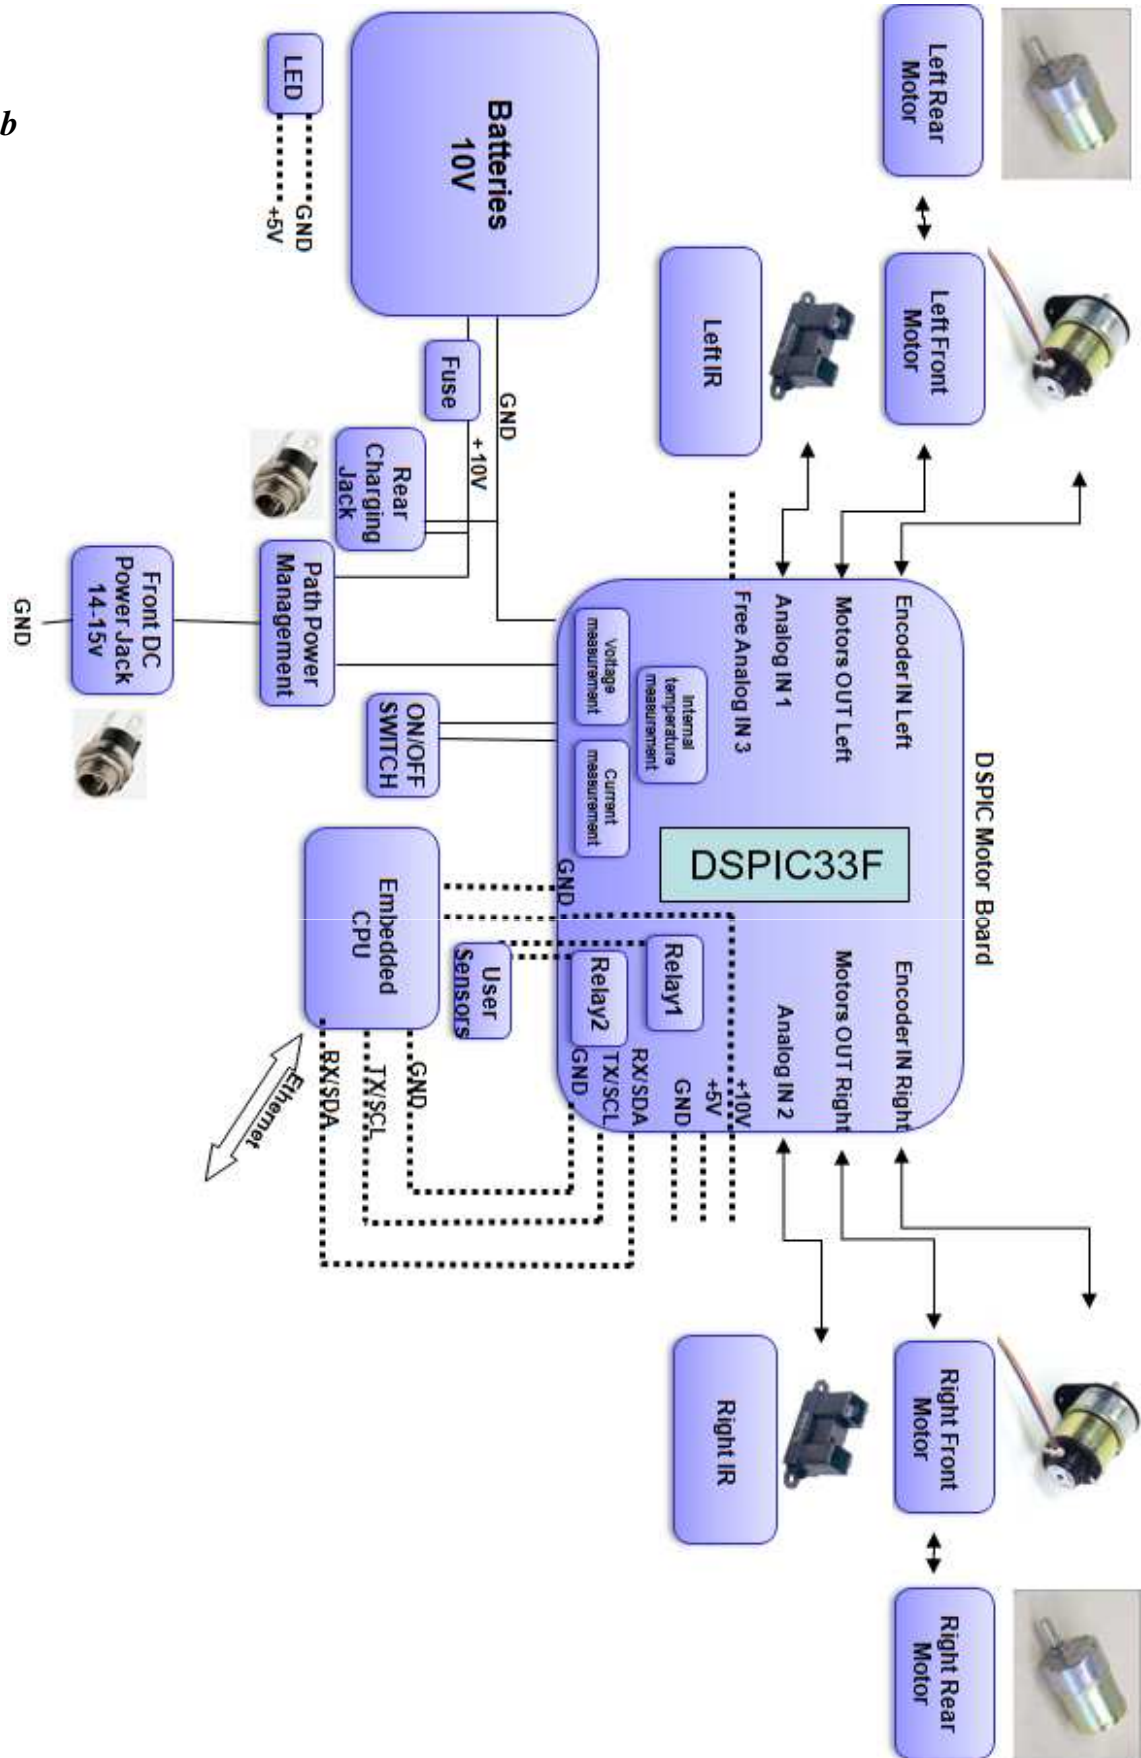 b
DSPIC Motor Board
Left Rear
Motor
Left Front
Motor
Encoder IN Left
Encoder IN Right
Right Front
Motor
Right Rear
Motor
Motors OUT Left
Motors OUT Right
DSPIC33F
Left IR
Analog IN 1
Analog IN 2
Right IR
Free Analog IN 3
+10V
+5V
GND
Internal
temperature
measurement
Relay1
RX/SDA
Voltage
measurement
Current
measurement
GND
Relay2
TX/SCL
GND
Batteries
10V
GND
+10V
Fuse
User
Sensors
Rear
Charging
Jack
ON/OFF
SWITCH
Embedded
CPU
GND
TX/SCL
RX/SDA
LED
GND
+5V
Path Power
Management
Ethernet
Front DC
Power Jack
14-15v
GND